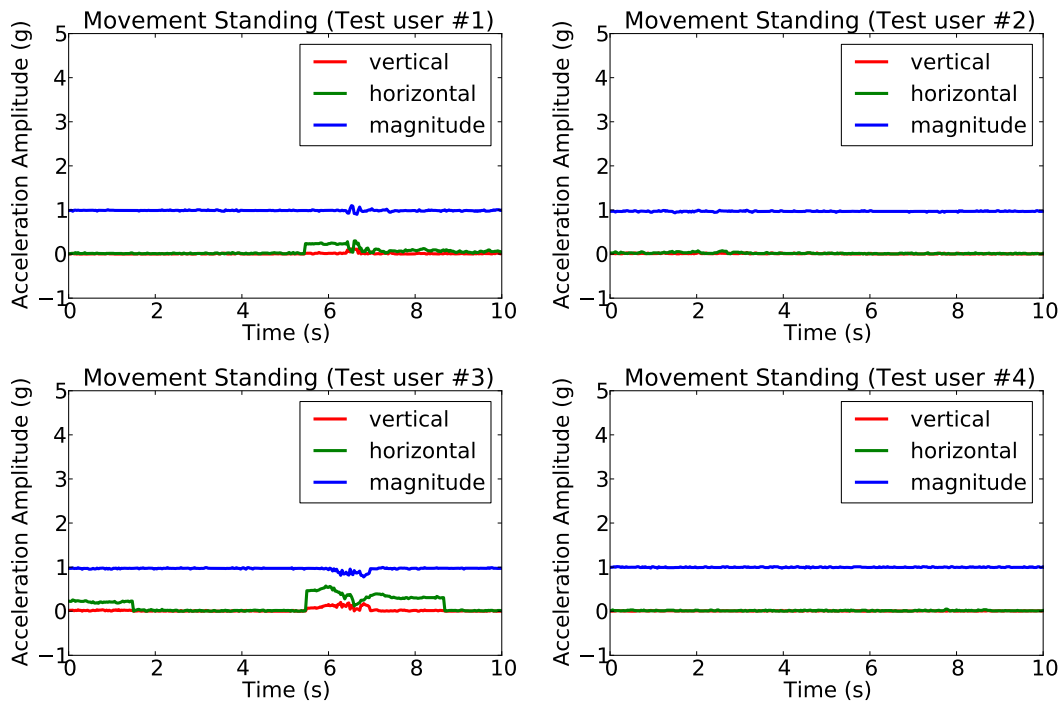 Movement Standing (Test user #1)
Acceleration Amplitude (g)
5
4
3
2
1
0
−1
vertical
horizontal
magnitude
0 2 4 6 8 10
Time (s)
Movement Standing (Test user #2)
Acceleration Amplitude (g)
5
4
3
2
1
0
−1
vertical
horizontal
magnitude
0 2 4 6 8 10
Time (s)
Movement Standing (Test user #3)
Acceleration Amplitude (g)
5
4
3
2
1
0
−1
vertical
horizontal
magnitude
0 2 4 6 8 10
Time (s)
Movement Standing (Test user #4)
Acceleration Amplitude (g)
5
4
3
2
1
0
−1
vertical
horizontal
magnitude
0 2 4 6 8 10
Time (s)